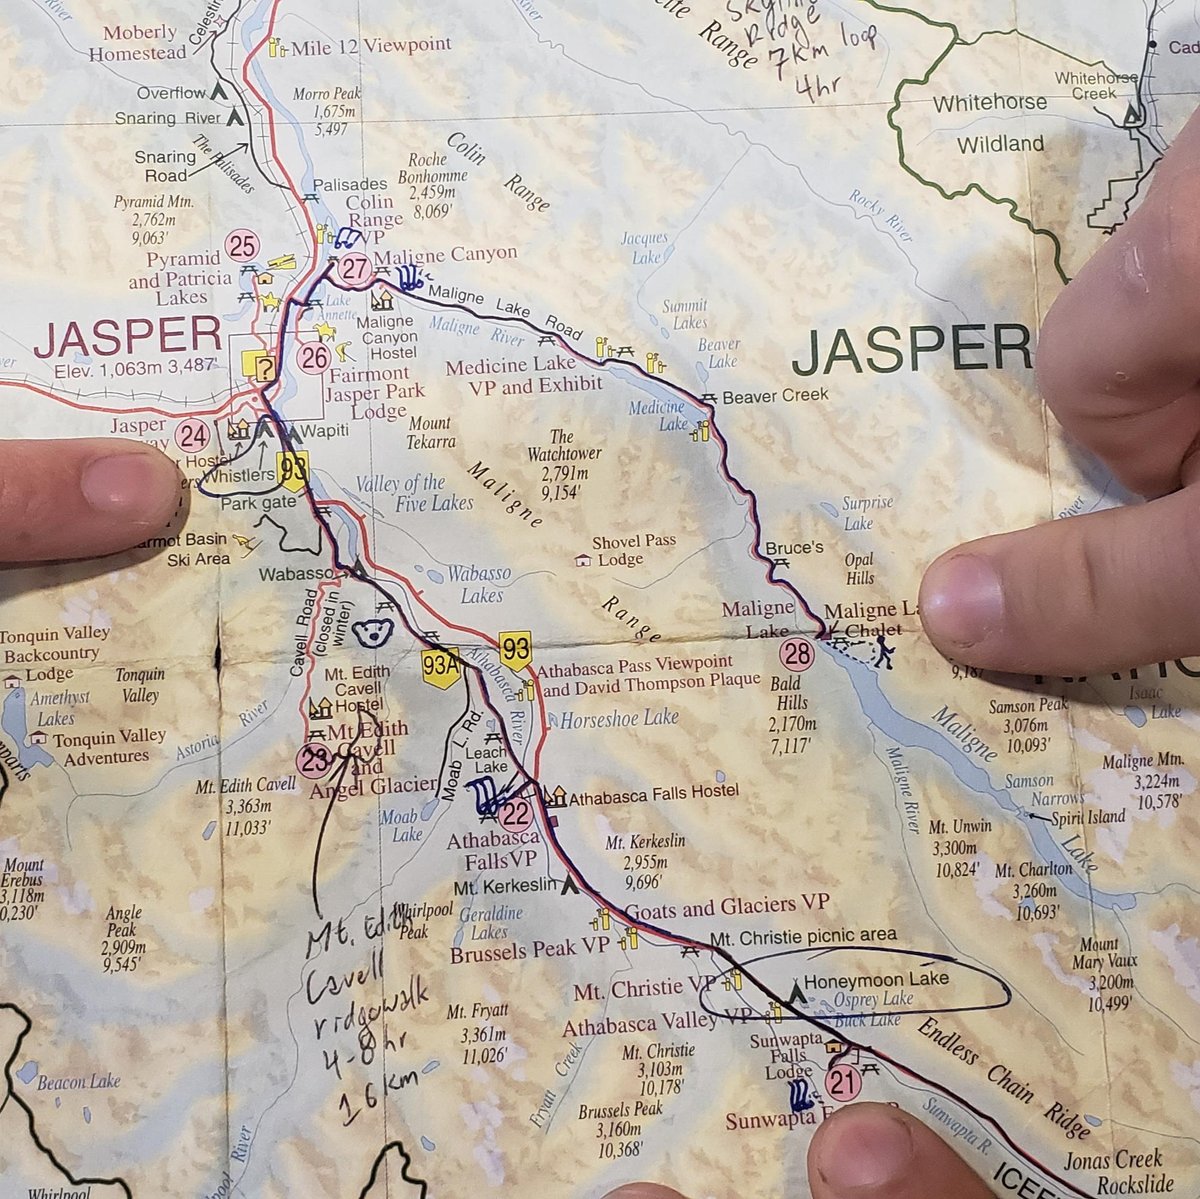 Skyline
Ridge
7km loop
4hr
Range
Moberly
Homestead
Celestin
Mile 12 Viewpoint
Overflow
Snaring River
Snaring
Road
The Palisades
Morro Peak
1,675m
5,497
Colin
Range
Roche
Bonhomme
2,459m
8,069'
Whitehorse
Creek
Whitehorse
Wildland
Cad
Rocky River
Palisades
Colin
Range
VP
Pyramid Mtn.
2,762m
9,063'
25
Pyramid
and Patricia
Lakes
27
Maligne Canyon
Maligne Lake Road
Maligne River
Jacques
Lake
Summit
Lakes
Beaver
Lake
Lake
Annette
Maligne
Canyon
Hostel
JASPER
Elev. 1,063m 3,487'
JASPER
?
26
Fairmont
Jasper Park
Lodge
Medicine Lake
VP and Exhibit
Medicine
Lake
Beaver Creek
Jasper
24
Wapiti
Whistlers
93
Park gate
Mount
Tekarra
The
Watchtower
2,791m
9,154'
Maligne
Range
Valley of the
Five Lakes
Surprise
Lake
Shovel Pass
Lodge
Bruce's
Opal
Hills
River
Basin
Ski Area
Wabasso
Wabasso
Lakes
Cavell Road
(closed in
winter)
Maligne
Lake
28
Maligne La
Chalet
Tonquin Valley
Backcountry
Lodge
Tonquin
Valley
Amethyst
Lakes
Tonquin Valley
Adventures
Astoria
River
93A
93
Athabasca
River
Athabasca Pass Viewpoint
and David Thompson Plaque
Horseshoe Lake
Bald
Hills
2,170m
7,117'
Samson Peak
3,076m
10,093'
Isaac
Lake
Maligne
Lake
Maligne Mtn.
3,224m
10,578'
Samson
Narrows
Spirit Island
Maligne River
Mt. Edith
Cavell
Hostel
23
Mt. Edith
Cavell
and
Angel Glacier
Mt. Edith Cavell
3,363m
11,033'
Moab L. Rd.
Leach
Lake
Moab
Lake
22
Athabasca
Falls VP
Athabasca Falls Hostel
Mt. Kerkeslin
2,955m
9,696'
Mt. Kerkeslin
Mt. Unwin
3,300m
10,824'
Mt. Charlton
3,260m
10,693'
Mount
Erebus
3,118m
0,230'
Angle
Peak
2,909m
9,545'
Whirlpool
Peak
Geraldine
Lakes
Goats and Glaciers VP
Brussels Peak VP
Mt. Christie picnic area
Mount
Mary Vaux
3,200m
10,499'
Mt. Edith
Cavell
ridgewalk
4-8hr
16km
Mt. Christie VP
Honeymoon Lake
Osprey Lake
Buck Lake
Athabasca Valley VP
Mt. Fryatt
3,361m
11,026'
Mt. Christie
3,103m
10,178'
Brussels Peak
3,160m
10,368'
Fryatt Creek
Sunwapta
Falls
Lodge
21
Sunwapta
Endless Chain Ridge
Sunwapta R.
Beacon Lake
River
Whirlpool
Jonas Creek
Rockslide